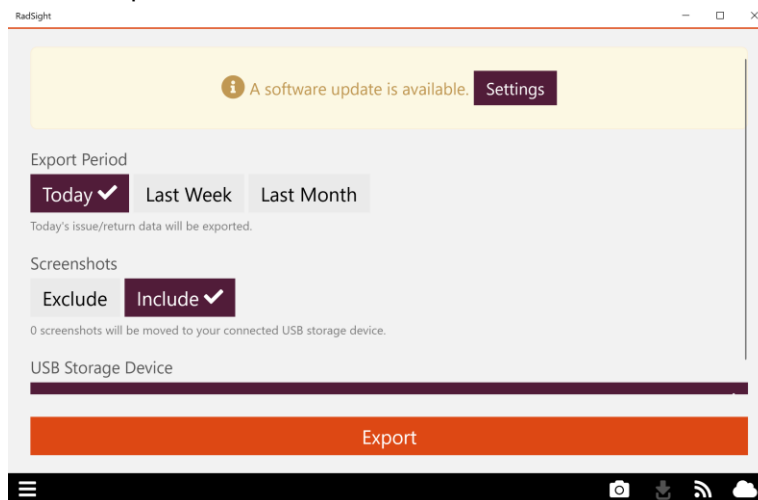 RadSight
A software update is available. Settings
Export Period
Today Last Week Last Month
Today's issue/return data will be exported.
Screenshots
Exclude Include
0 screenshots will be moved to your connected USB storage device.
USB Storage Device
Export